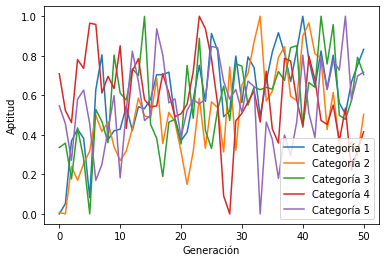 1.0
0.8
0.6
0.4
0.2
0.0
Aptitud
0
10
20
30
40
50
Generación
Categoría 1
Categoría 2
Categoría 3
Categoría 4
Categoría 5